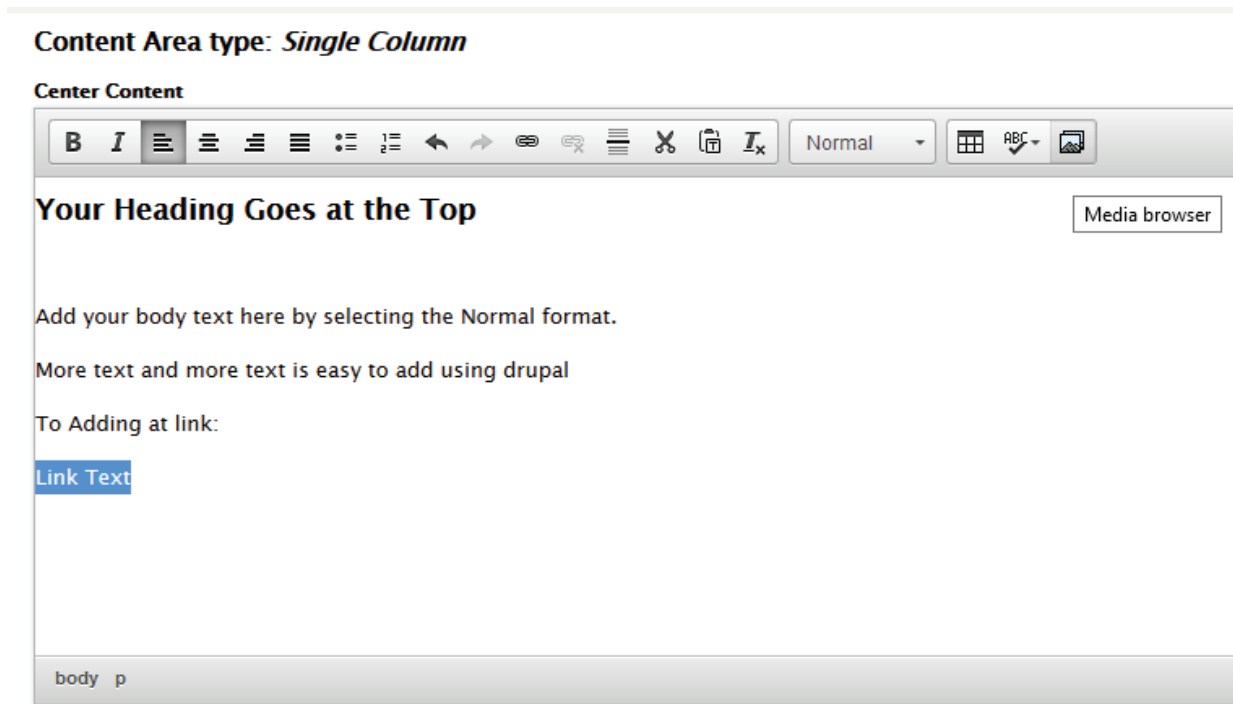 Content Area type: Single Column
Center Content
B I Normal ABC
Your Heading Goes at the Top
Media browser
Add your body text here by selecting the Normal format.
More text and more text is easy to add using drupal
To Adding at link:
Link Text
body p